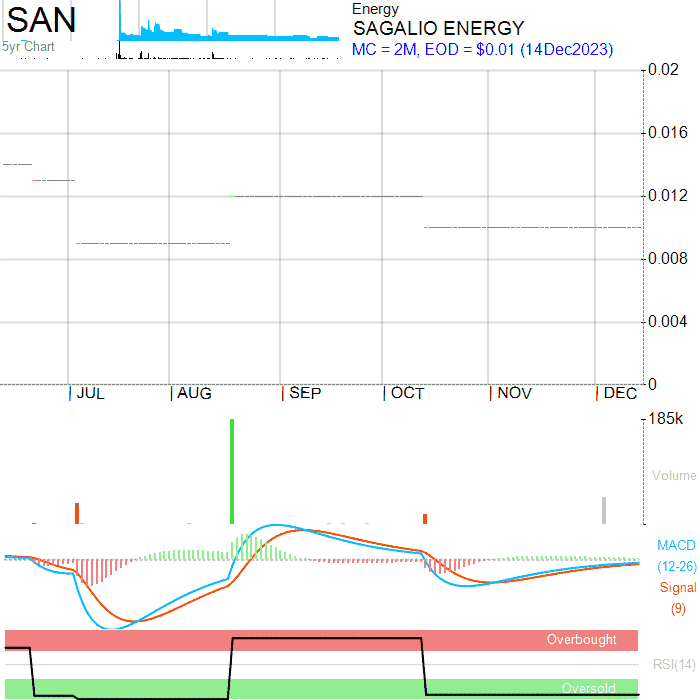 SAN
5yr Chart
Energy
SAGALIO ENERGY
MC = 2M, EOD = $0.01 (14Dec2023)
0.02
0.016
0.012
0.008
0.004
0
JUL AUG SEP OCT NOV DEC
185k
Volume
MACD
(12-26)
Signal
(9)
Overbought
RSI(14)
Oversold